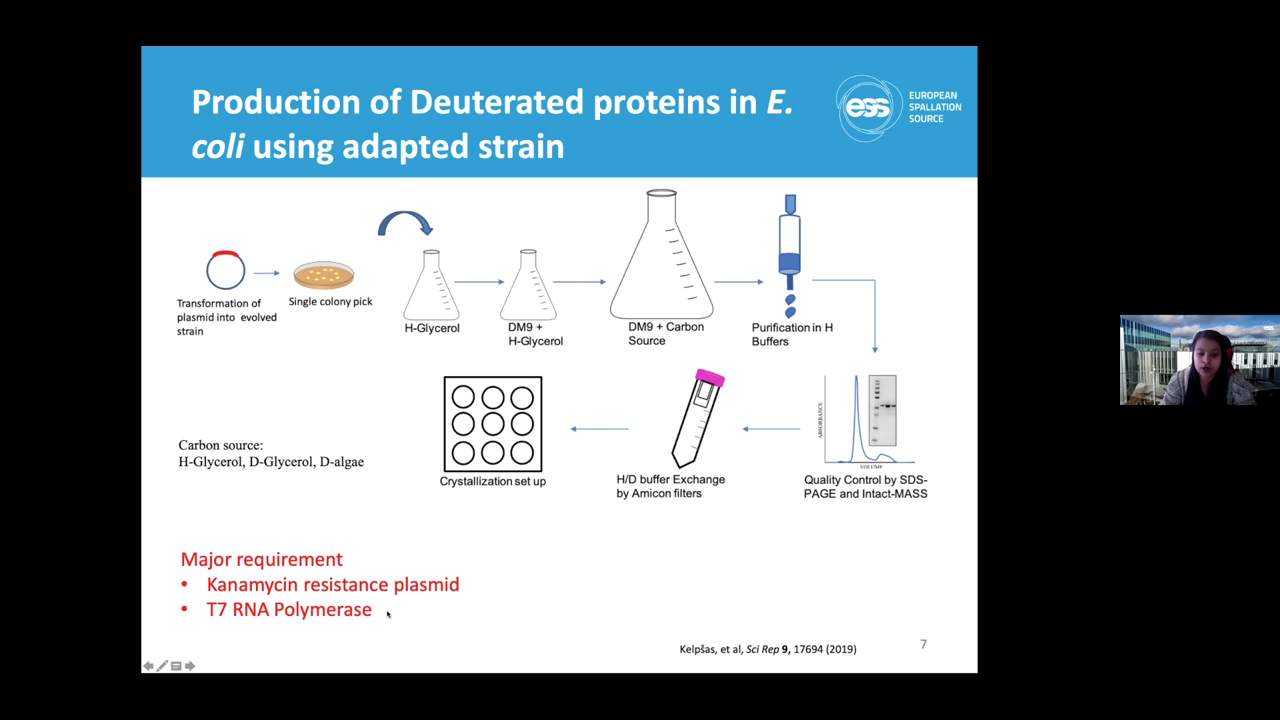 Production of Deuterated proteins in E.
coli using adapted strain
ess
EUROPEAN
SPALLATION
SOURCE
Transformation of
plasmid into evolved
strain
Single colony pick
H-Glycerol
DM9 +
H-Glycerol
DM9 + Carbon
Source
Purification in H
Buffers
ABSORBANCE
VOLUME
Quality Control by SDS-
PAGE and Intact-MASS
H/D buffer Exchange
by Amicon filters
Crystallization set up
Carbon source:
H-Glycerol, D-Glycerol, D-algae
Major requirement
• Kanamycin resistance plasmid
• T7 RNA Polymerase
Kelpšas, et al, Sci Rep 9, 17694 (2019)
7
ess